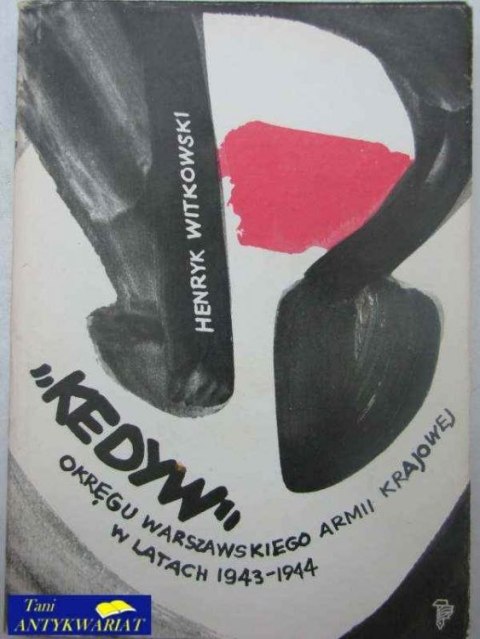 HENRYK WITKOWSKI
„KEDYW"
OKRĘGU WARSZAWSKIEGO ARMII KRAJOWEJ
W LATACH 1943-1944
Tani
ANTYKWARIAT